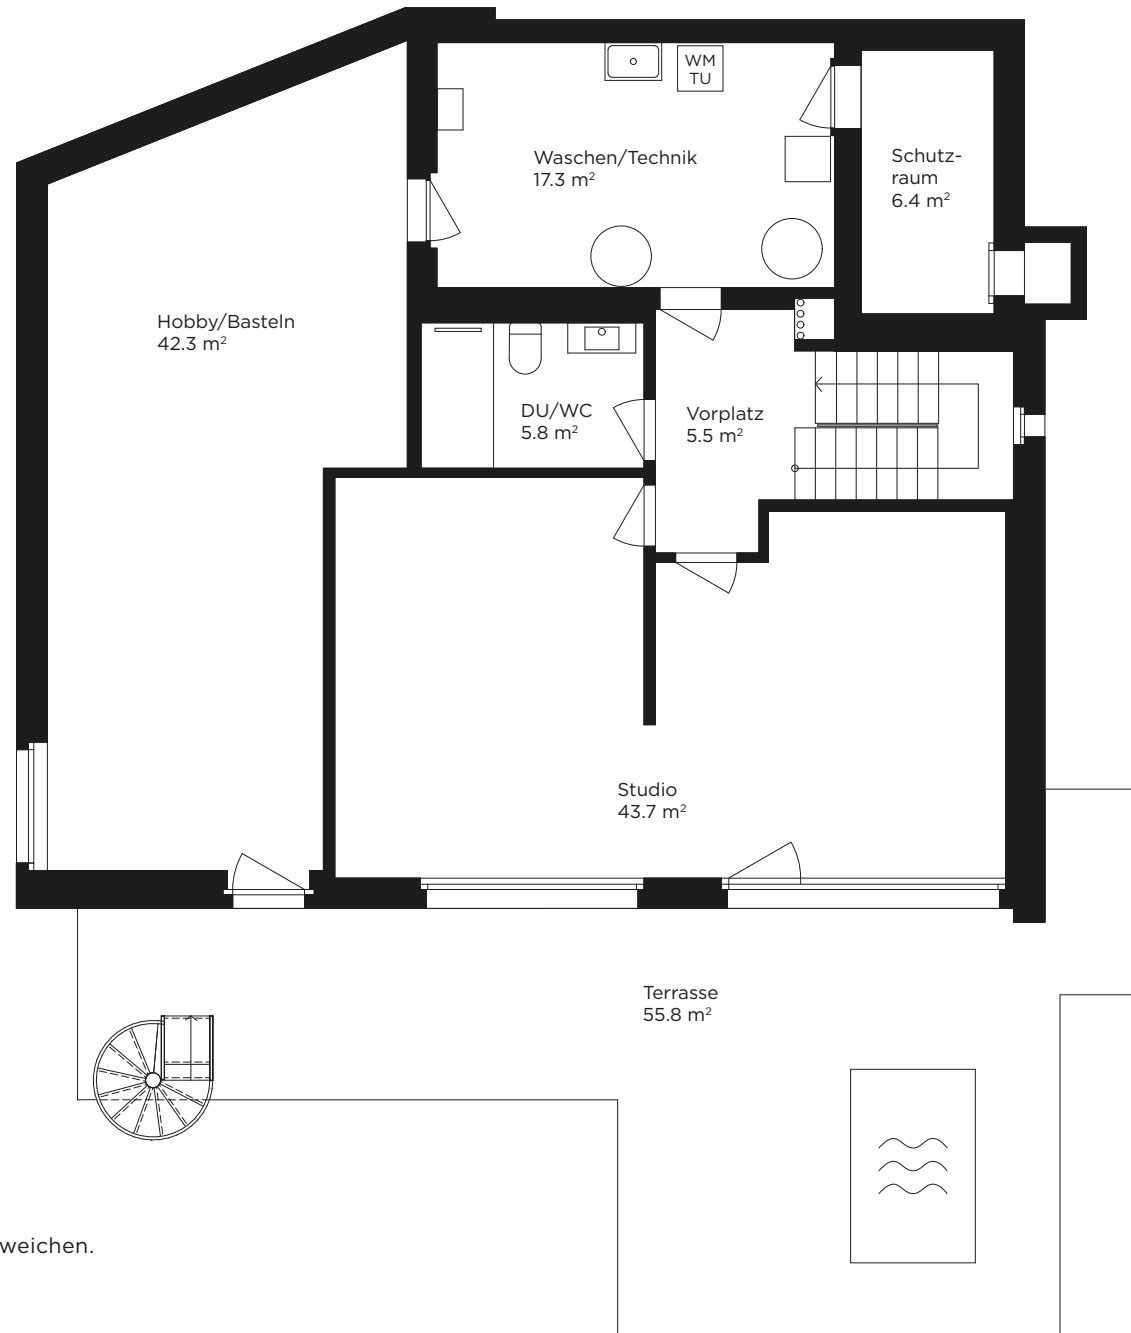 WM
TU
Waschen/Technik
17.3 m²
Schutz-
raum
6.4 m²
Hobby/Basteln
42.3 m²
DU/WC
5.8 m²
Vorplatz
5.5 m²
Studio
43.7 m²
Terrasse
55.8 m²
weichen.